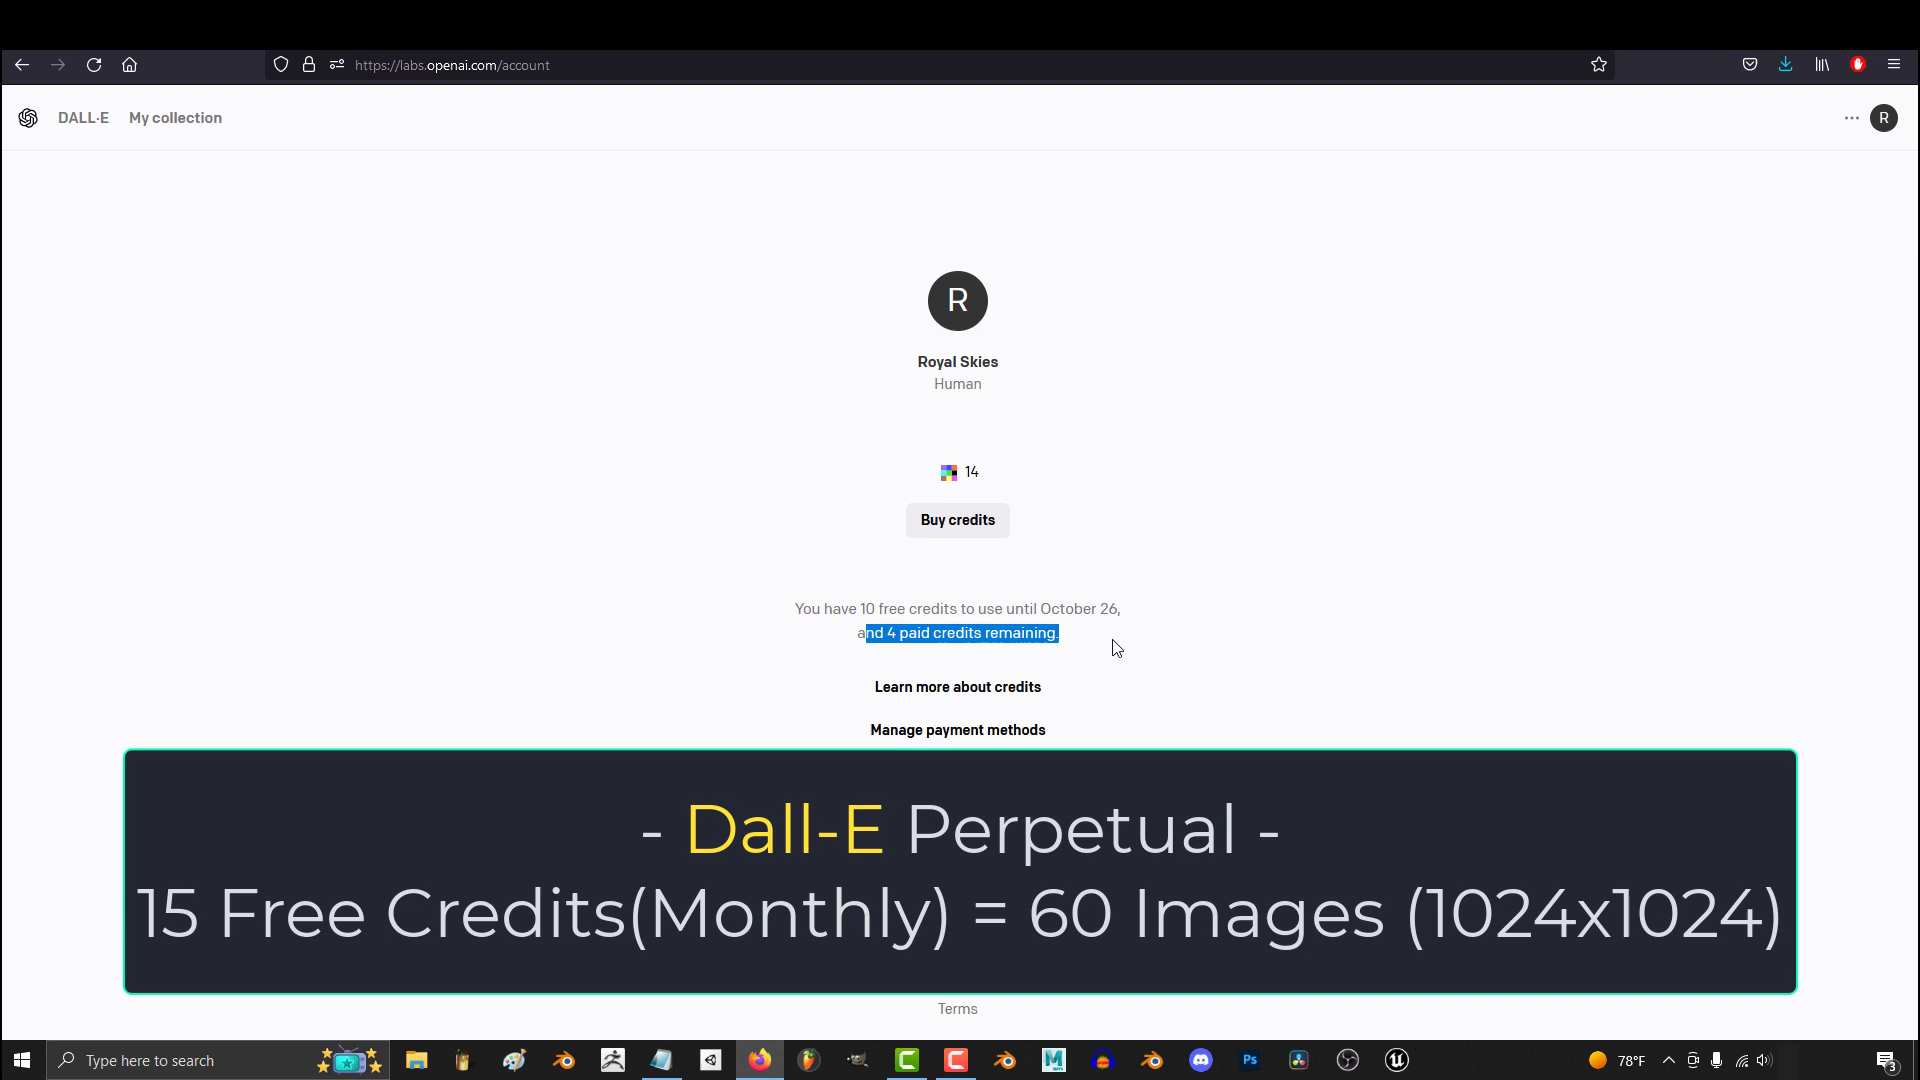 https://labs.openai.com/account
DALL·E My collection
R
R
Royal Skies
Human
14
Buy credits
You have 10 free credits to use until October 26,
and 4 paid credits remaining.
Learn more about credits
Manage payment methods
- Dall-E Perpetual -
15 Free Credits(Monthly) = 60 Images (1024x1024)
Terms
Type here to search
Ps
78°F
3